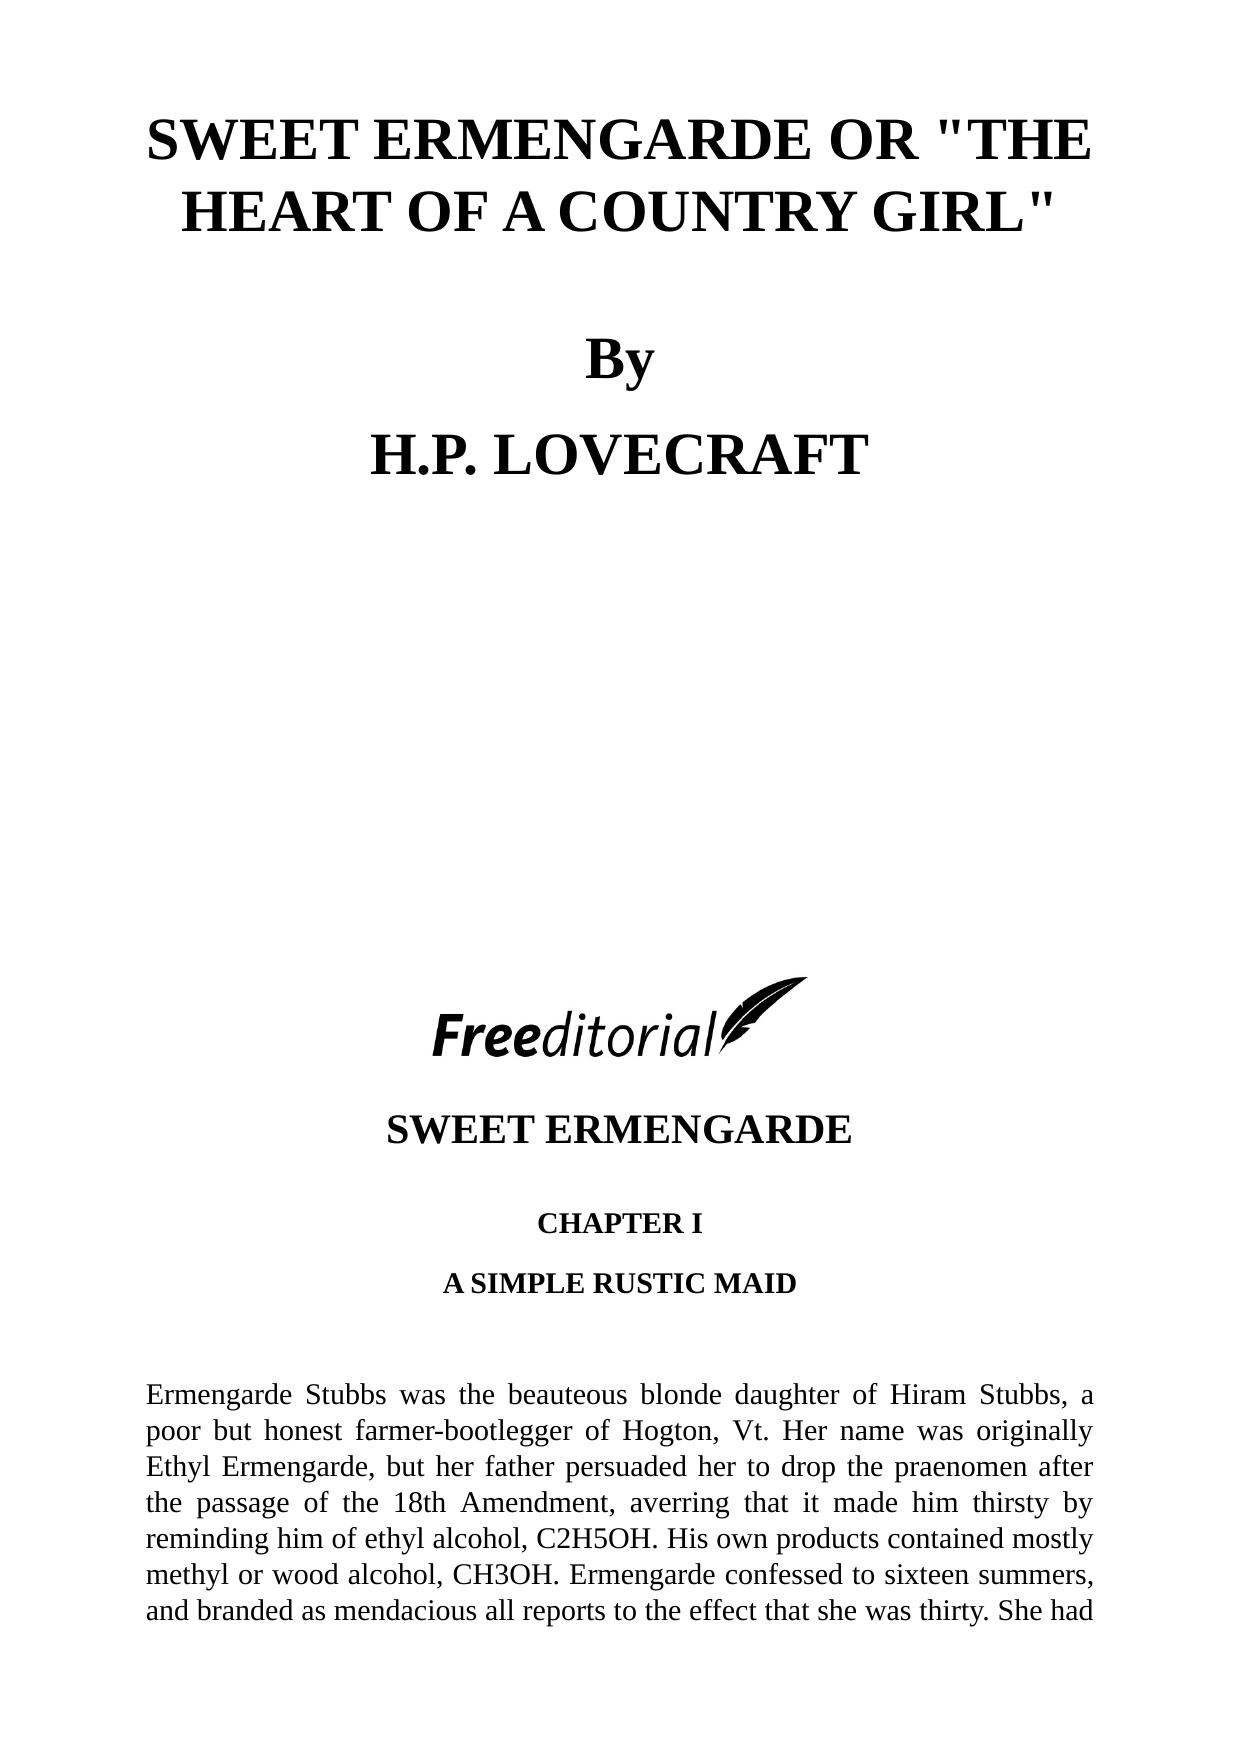 SWEET ERMENGARDE OR "THE
HEART OF A COUNTRY GIRL"
By
H.P. LOVECRAFT
Freeditorial
SWEET ERMENGARDE
CHAPTER I
A SIMPLE RUSTIC MAID
Ermengarde Stubbs was the beauteous blonde daughter of Hiram Stubbs, a
poor but honest farmer-bootlegger of Hogton, Vt. Her name was originally
Ethyl Ermengarde, but her father persuaded her to drop the praenomen after
the passage of the 18th Amendment, averring that it made him thirsty by
reminding him of ethyl alcohol, C2H5OH. His own products contained mostly
methyl or wood alcohol, CH3OH. Ermengarde confessed to sixteen summers,
and branded as mendacious all reports to the effect that she was thirty. She had